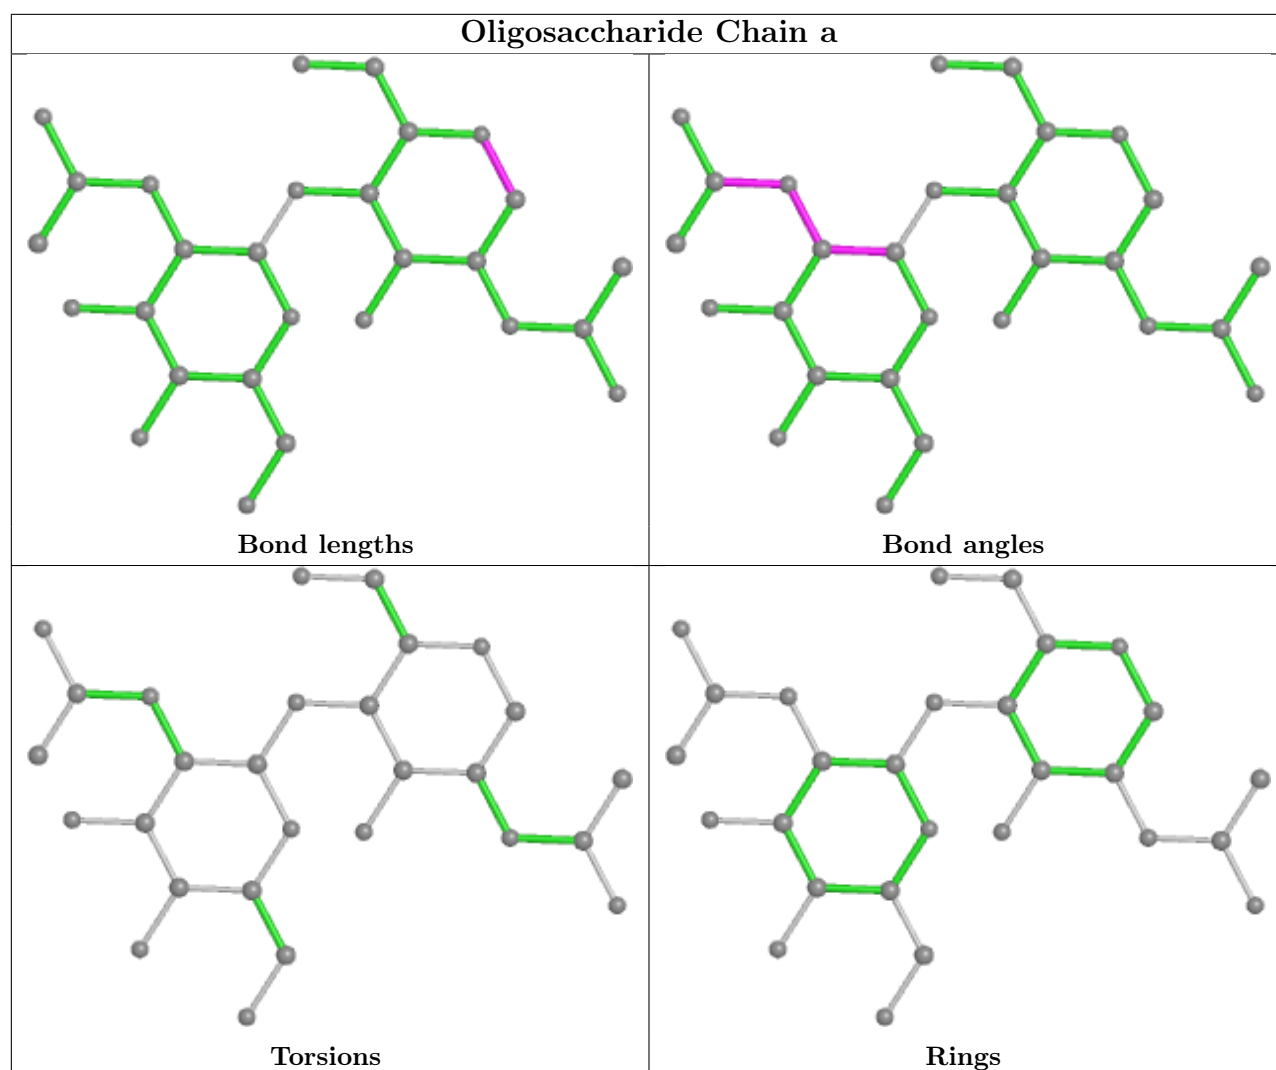 Oligosaccharide Chain a
Bond lengths
Bond angles
Torsions
Rings